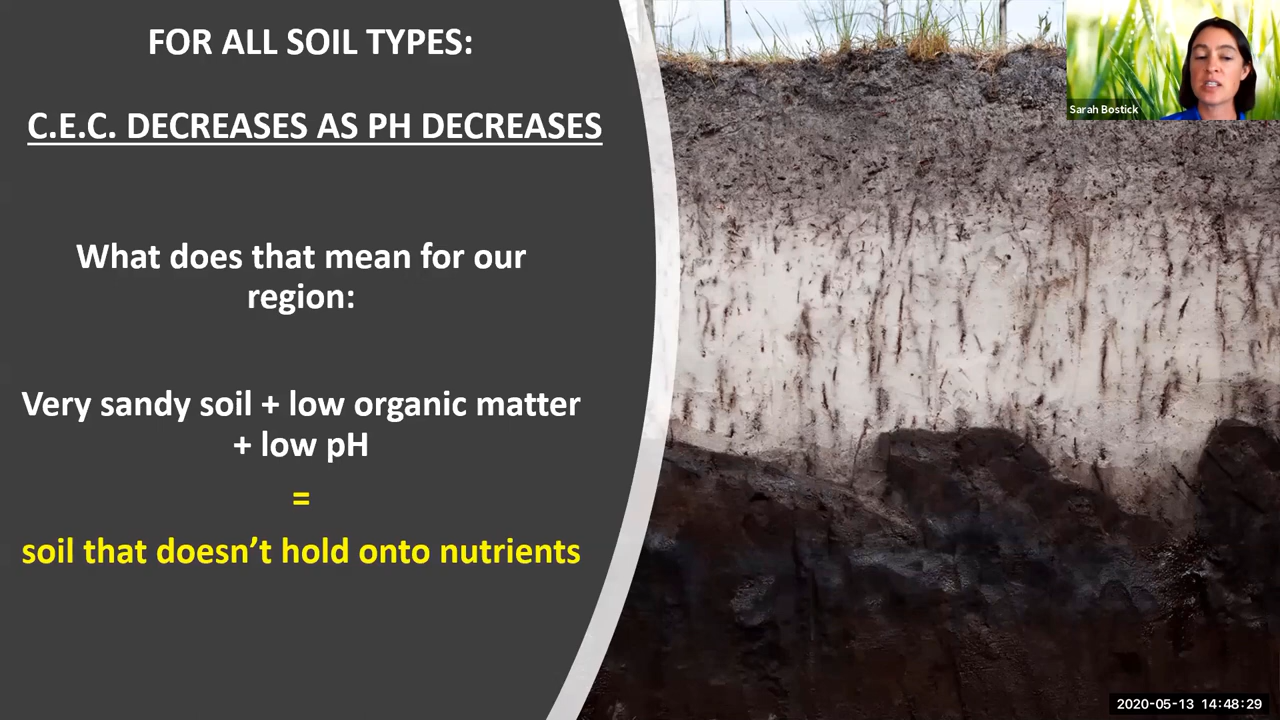 FOR ALL SOIL TYPES:
C.E.C. DECREASES AS PH DECREASES
What does that mean for our
region:
Very sandy soil + low organic matter
+ low pH
=
soil that doesn’t hold onto nutrients
Sarah Bostick
2020-05-13 14:48:29